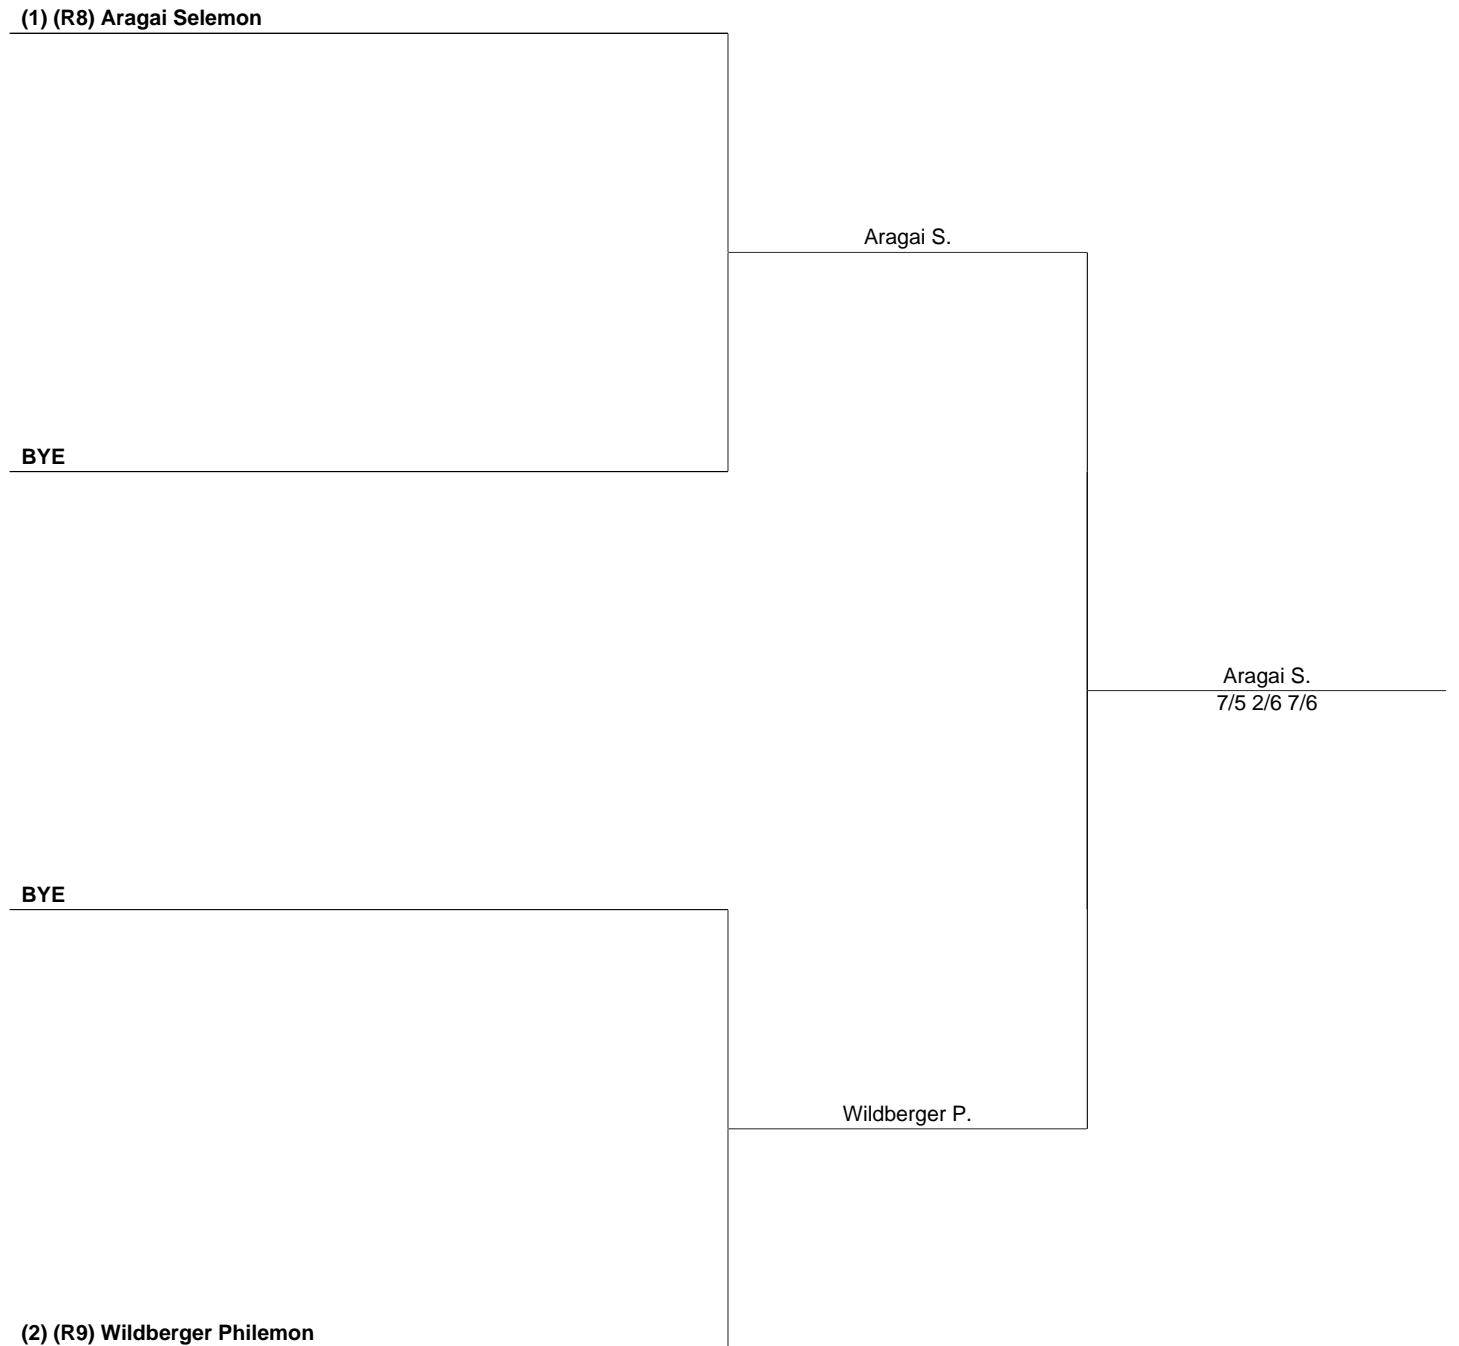 (1) (R8) Aragai Selemon
Aragai S.
BYE
Aragai S.
7/5 2/6 7/6
BYE
Wildberger P.
(2) (R9) Wildberger Philemon